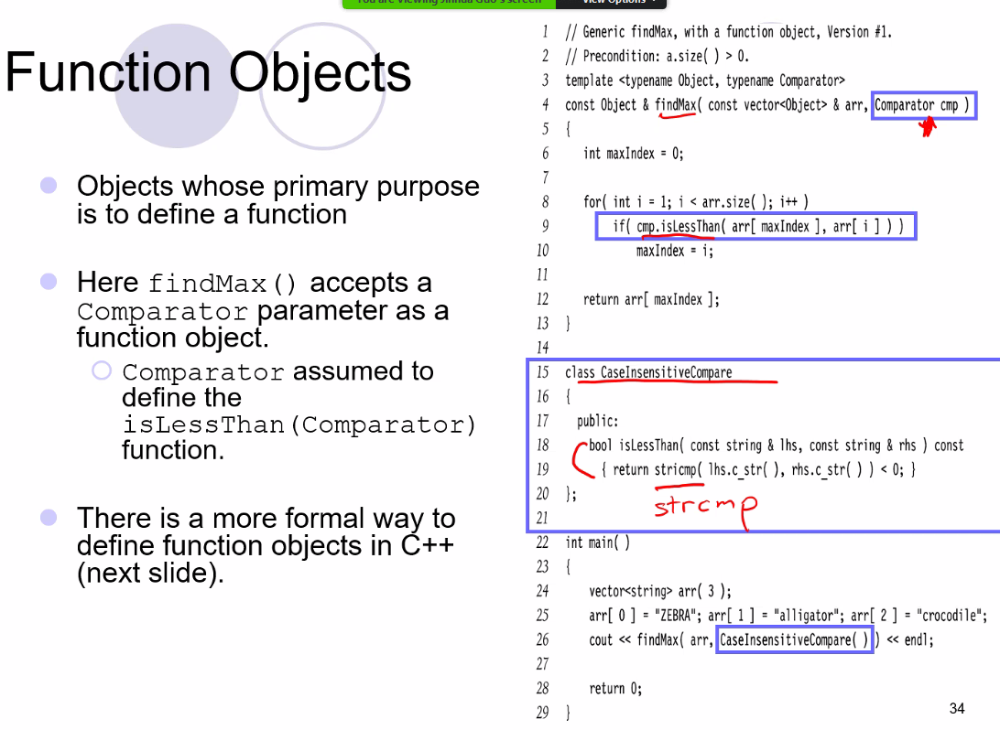 You are viewing Jinhua Guo's screen
View Options
Function Objects
Objects whose primary purpose
is to define a function
Here findMax() accepts a
Comparator parameter as a
function object.
Comparator assumed to
define the
isLessThan(Comparator)
function.
There is a more formal way to
define function objects in C++
(next slide).
1 // Generic findMax, with a function object, Version #1.
2 // Precondition: a.size( ) > 0.
3 template <typename Object, typename Comparator>
4 const Object & findMax( const vector<Object> & arr, Comparator cmp )
5 {
6 int maxIndex = 0;
7
8 for( int i = 1; i < arr.size( ); i++ )
9 if( cmp.isLessThan( arr[ maxIndex ], arr[ i ] ) )
10 maxIndex = i;
11
12 return arr[ maxIndex ];
13 }
14
15 class CaseInsensitiveCompare
16 {
17 public:
18 bool isLessThan( const string & lhs, const string & rhs ) const
19 { return stricmp( lhs.c_str( ), rhs.c_str( ) ) < 0; }
20 };
strcmp
21
22 int main( )
23 {
24 vector<string> arr( 3 );
25 arr[ 0 ] = "ZEBRA"; arr[ 1 ] = "alligator"; arr[ 2 ] = "crocodile";
26 cout << findMax( arr, CaseInsensitiveCompare( ) ) << endl;
27
28 return 0;
29 }
34